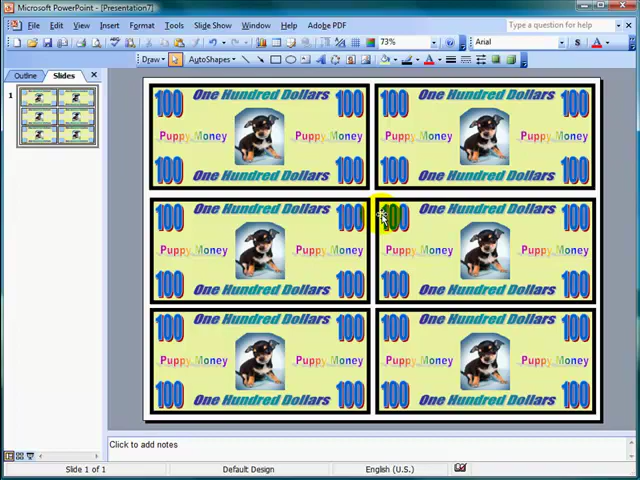 Microsoft PowerPoint - [Presentation7]
File Edit View Insert Format Tools Slide Show Window Help Adobe PDF
Type a question for help
73% Arial
Draw AutoShapes
Outline Slides
1
100 One Hundred Dollars 100 100 One Hundred Dollars 100
Puppy Money Puppy Money Puppy Money Puppy Money
100 One Hundred Dollars 100 100 One Hundred Dollars 100
100 One Hundred Dollars 100 100 One Hundred Dollars 100
Puppy Money Puppy Money Puppy Money Puppy Money
100 One Hundred Dollars 100 100 One Hundred Dollars 100
100 One Hundred Dollars 100 100 One Hundred Dollars 100
Puppy Money Puppy Money Puppy Money Puppy Money
100 One Hundred Dollars 100 100 One Hundred Dollars 100
Click to add notes
Slide 1 of 1 Default Design English (U.S.)